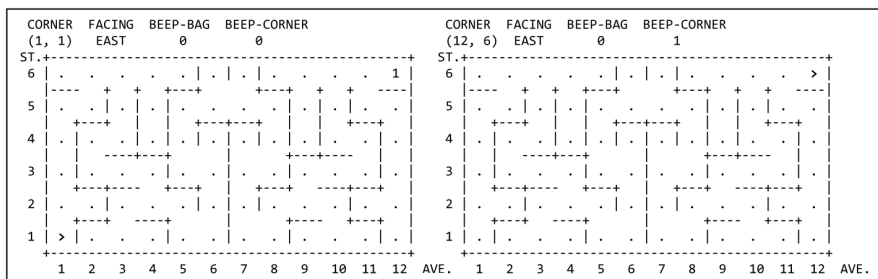 CORNER FACING BEEP-BAG BEEP-CORNER
(1, 1) EAST 0 0
ST.
6 1
5
4
3
2
1 >
1 2 3 4 5 6 7 8 9 10 11 12 AVE.
CORNER FACING BEEP-BAG BEEP-CORNER
(12, 6) EAST 0 1
ST.
6 >
5
4
3
2
1
1 2 3 4 5 6 7 8 9 10 11 12 AVE.